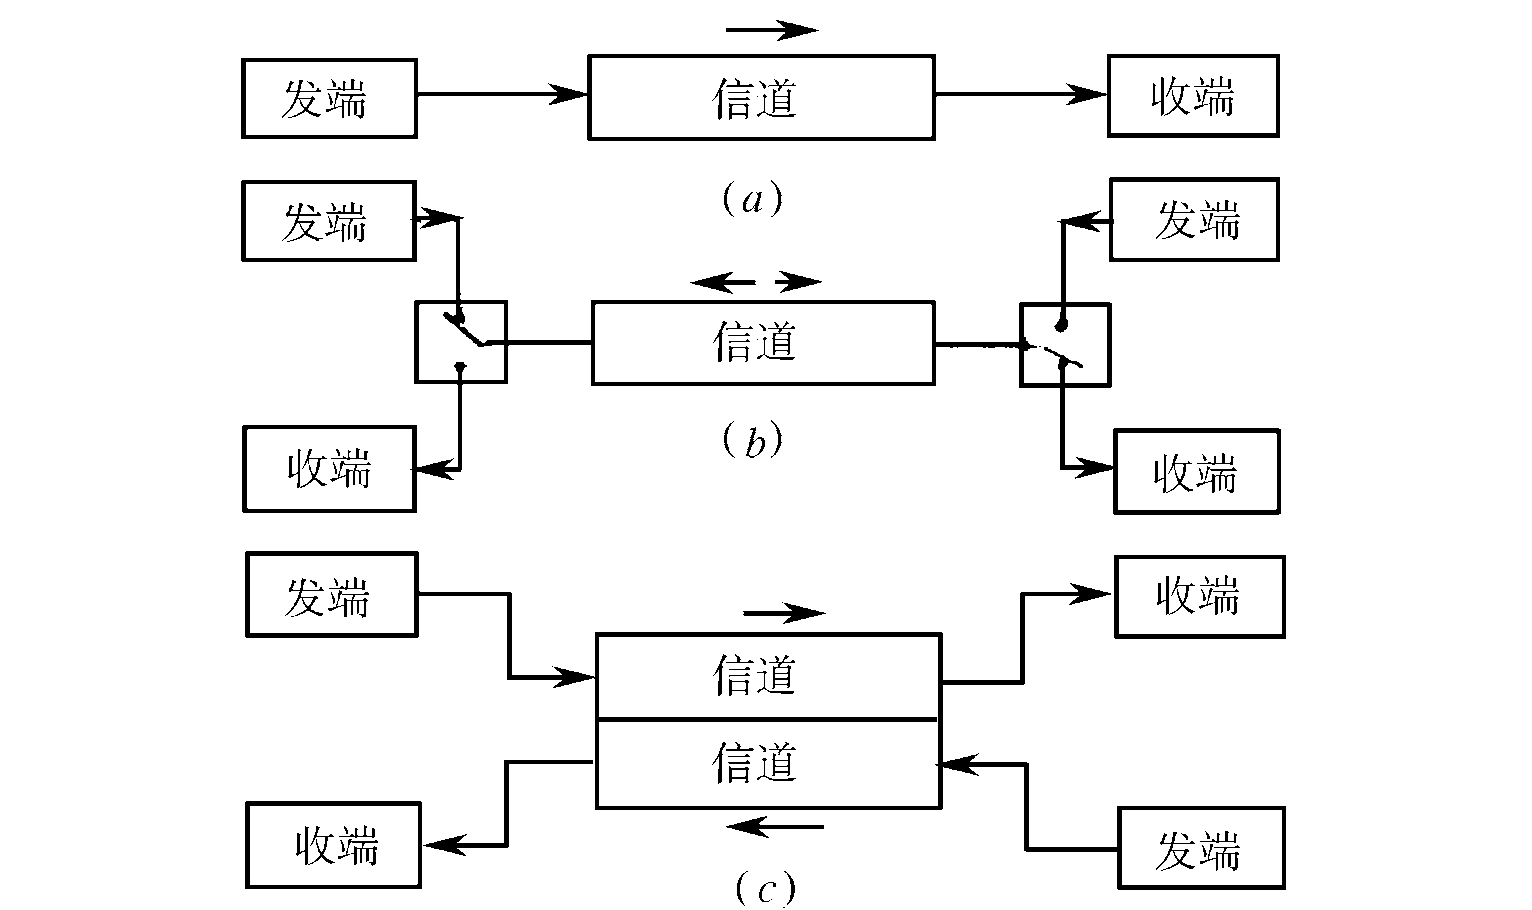 发端 信道 收端
(a)
发端 发端
信道
(b)
收端 收端
发端 收端
信道
信道
收端 发端
(c)